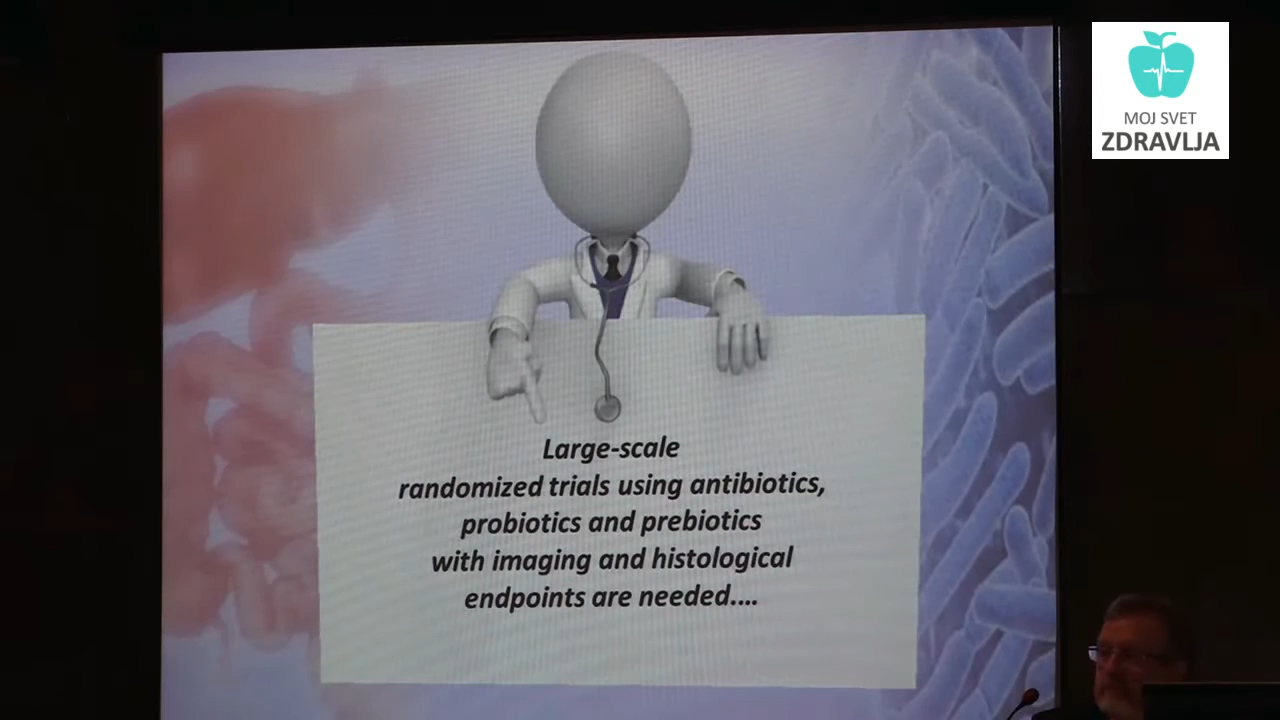 MOJ SVET
ZDRAVLJA
Large-scale
randomized trials using antibiotics,
probiotics and prebiotics
with imaging and histological
endpoints are needed....